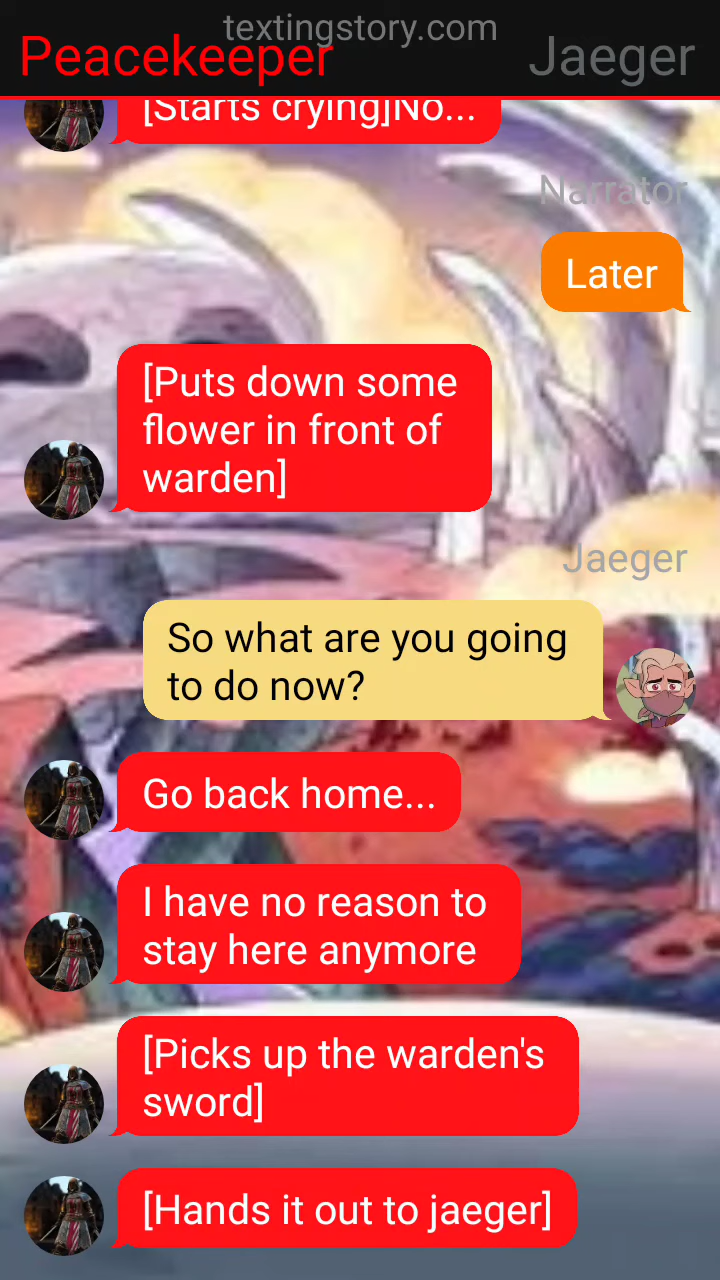 textingstory.com
Peacekeeper
Jaeger
[Starts crying]No...
Narrator
Later
[Puts down some
flower in front of
warden]
Jaeger
So what are you going
to do now?
Go back home...
I have no reason to
stay here anymore
[Picks up the warden's
sword]
[Hands it out to jaeger]